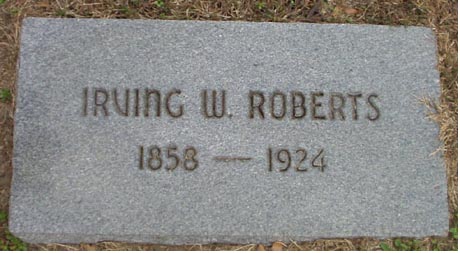 IRVING W. ROBERTS
1858 — 1924